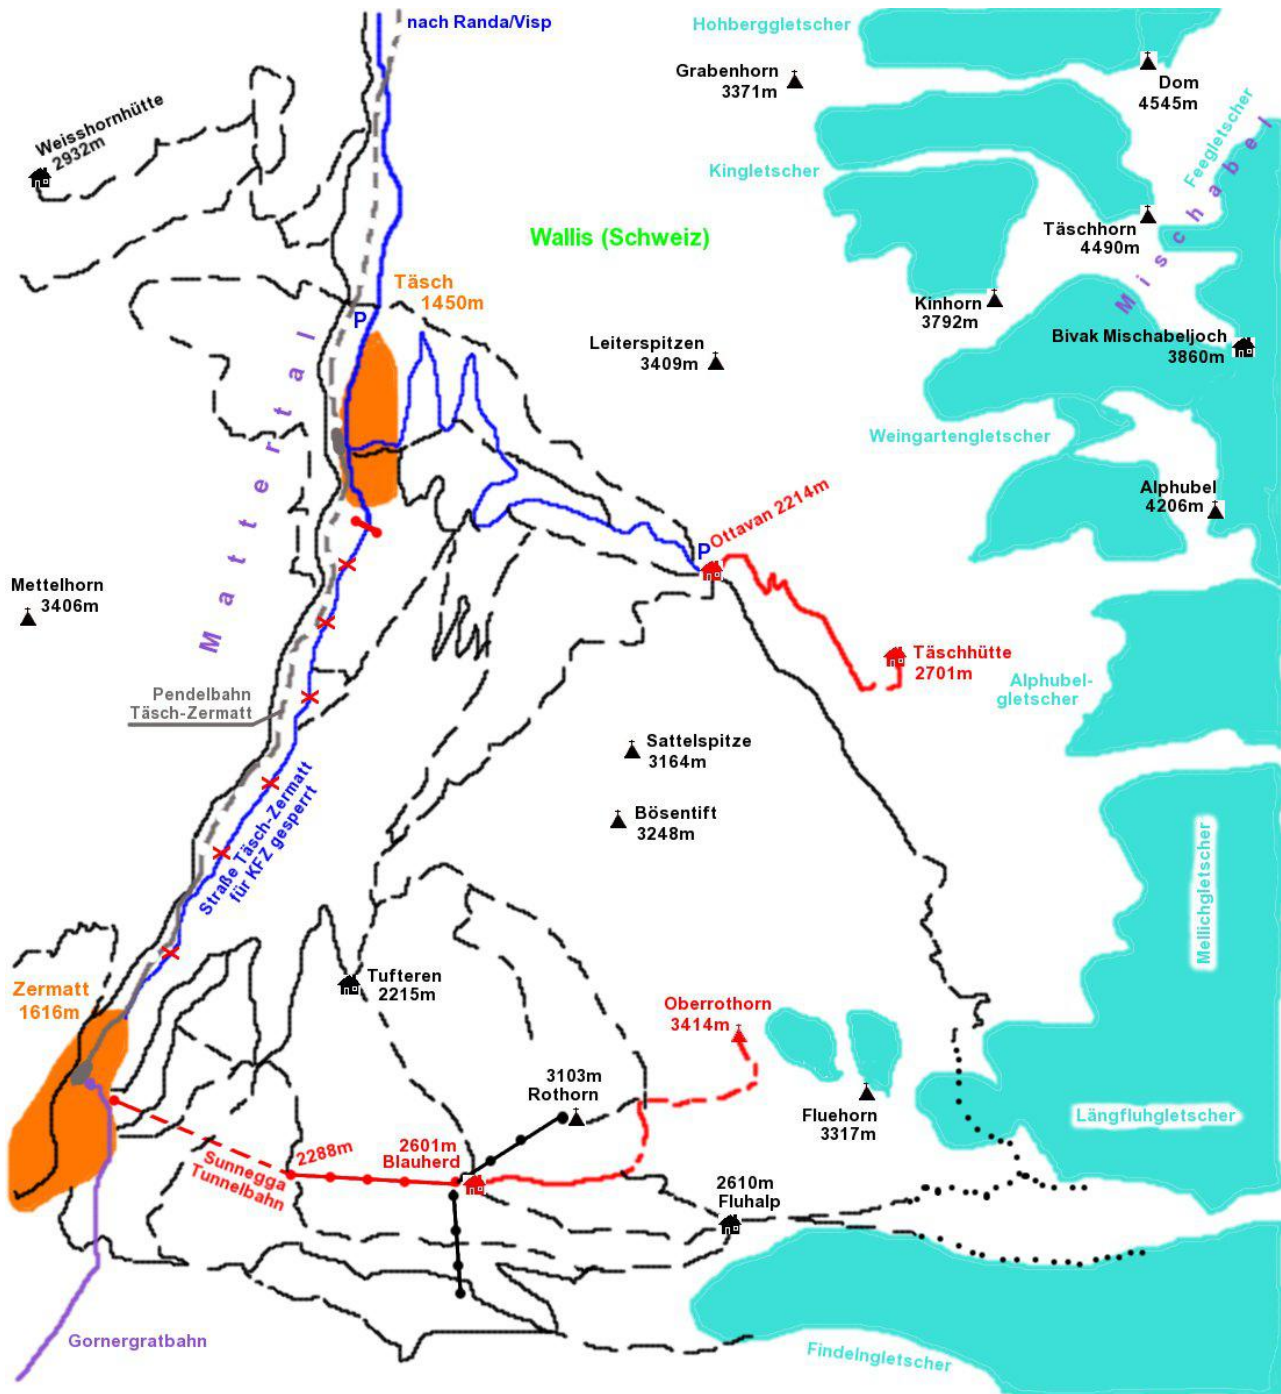 nach Randa/Visp
Hohberggletscher
Grabenhorn
3371m
Dom
4545m
Weisshornhütte
2932m
Kingletscher
Feegletscher
Mischabel
Täschhorn
4490m
Wallis (Schweiz)
Täsch
1450m
P
Kinhorn
3792m
Leiterspitzen
3409m
Bivak Mischabeljoch
3860m
Mattertal
Weingartengletscher
Alphubel
4206m
P
Ottavan 2214m
Mettelhorn
3406m
Täschhütte
2701m
Alphubel-
gletscher
Pendelbahn
Täsch-Zermatt
Sattelspitze
3164m
Bösentift
3248m
Straße Täsch-Zermatt
für KFZ gesperrt
Mellichgletscher
Zermatt
1616m
Tufteren
2215m
Oberrothorn
3414m
3103m
Rothorn
Fluehorn
3317m
Längfluhgletscher
2288m
2601m
Blauherd
Sunnegga
Tunnelbahn
2610m
Fluhalp
Gornergratbahn
Findelngletscher